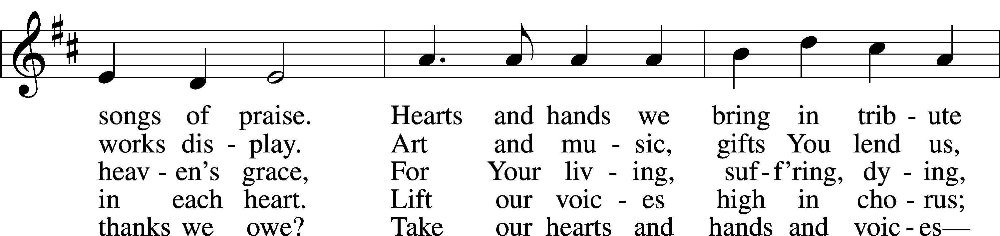 songs of praise. Hearts and hands we bring in trib - ute
works dis - play. Art and mu - sic, gifts You lend us,
heav - en's grace, For Your liv - ing, suf - f'ring, dy - ing,
in each heart. Lift our voic - es high in cho - rus;
thanks we owe? Take our hearts and hands and voic - es—